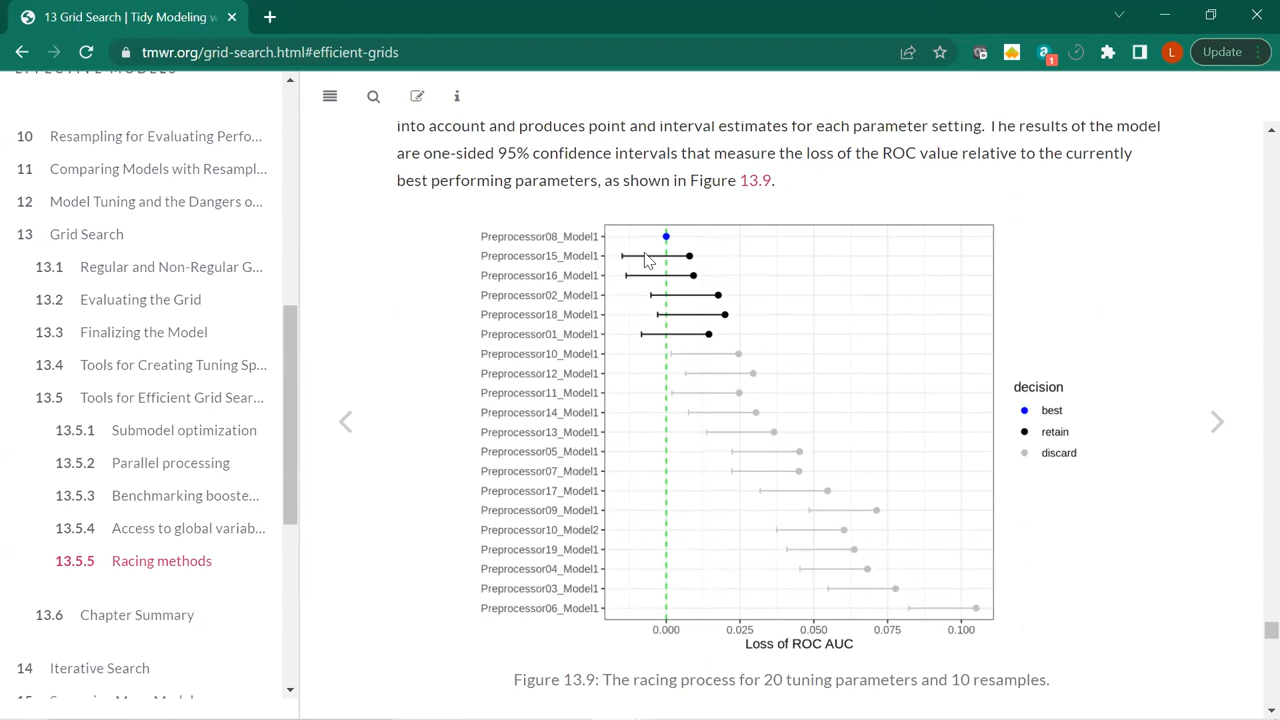 13 Grid Search | Tidy Modeling w
tmwr.org/grid-search.html#efficient-grids
1
L
Update
10 Resampling for Evaluating Perfo...
11 Comparing Models with Resampl...
12 Model Tuning and the Dangers o...
13 Grid Search
13.1 Regular and Non-Regular G...
13.2 Evaluating the Grid
13.3 Finalizing the Model
13.4 Tools for Creating Tuning Sp...
13.5 Tools for Efficient Grid Sear...
13.5.1 Submodel optimization
13.5.2 Parallel processing
13.5.3 Benchmarking booste...
13.5.4 Access to global variab...
13.5.5 Racing methods
13.6 Chapter Summary
14 Iterative Search
into account and produces point and interval estimates for each parameter setting. The results of the model
are one-sided 95% confidence intervals that measure the loss of the ROC value relative to the currently
best performing parameters, as shown in Figure 13.9.
Preprocessor08_Model1
Preprocessor15_Model1
Preprocessor16_Model1
Preprocessor02_Model1
Preprocessor18_Model1
Preprocessor01_Model1
Preprocessor10_Model1
Preprocessor12_Model1
Preprocessor11_Model1
Preprocessor14_Model1
Preprocessor13_Model1
Preprocessor05_Model1
Preprocessor07_Model1
Preprocessor17_Model1
Preprocessor09_Model1
Preprocessor10_Model2
Preprocessor19_Model1
Preprocessor04_Model1
Preprocessor03_Model1
Preprocessor06_Model1
0.000 0.025 0.050 0.075 0.100
Loss of ROC AUC
decision
best
retain
discard
Figure 13.9: The racing process for 20 tuning parameters and 10 resamples.